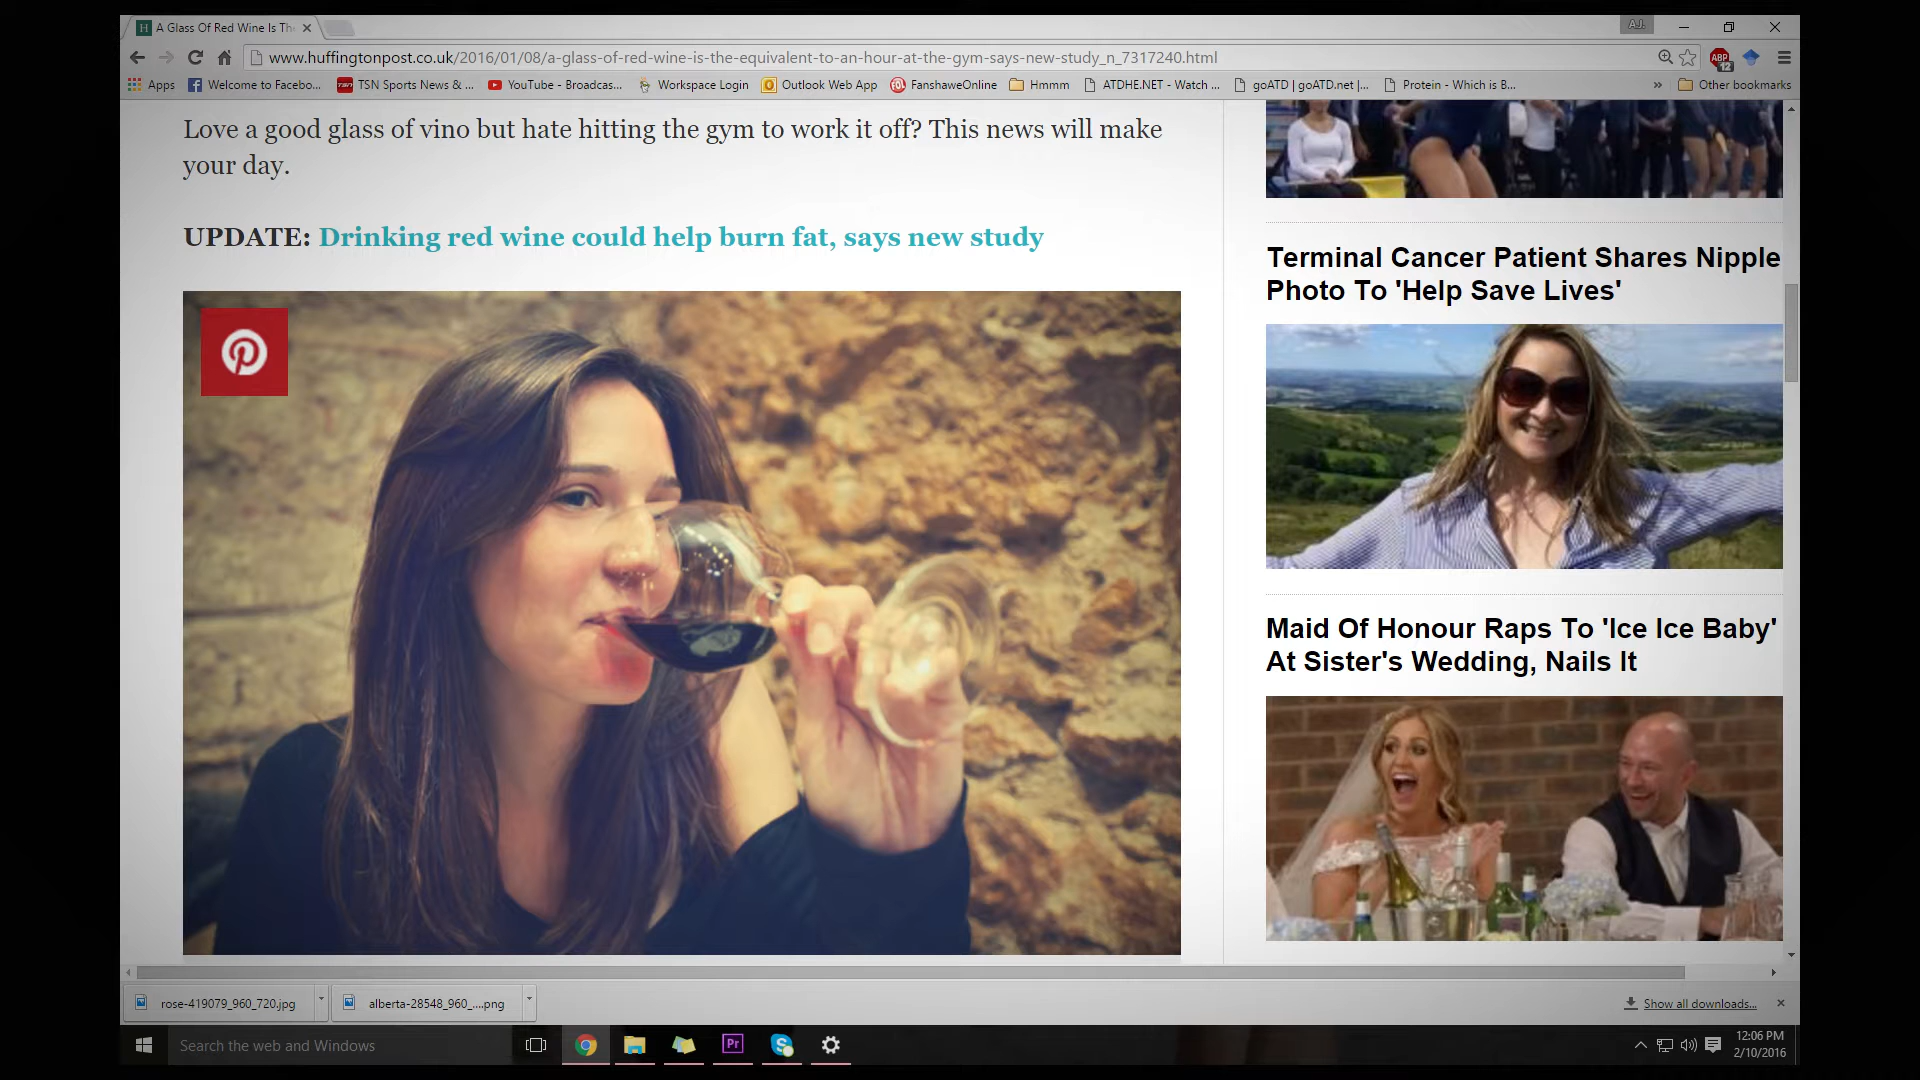 A Glass Of Red Wine Is Th
A.J.
www.huffingtonpost.co.uk/2016/01/08/a-glass-of-red-wine-is-the-equivalent-to-an-hour-at-the-gym-says-new-study_n_7317240.html
ABP
12
Apps
Welcome to Facebo...
TSN Sports News & ...
YouTube - Broadcas...
Workspace Login
Outlook Web App
FanshaweOnline
Hmmm
ATDHE.NET - Watch ...
goATD | goATD.net |...
Protein - Which is B...
»
Other bookmarks
Love a good glass of vino but hate hitting the gym to work it off? This news will make
your day.
UPDATE: Drinking red wine could help burn fat, says new study
Terminal Cancer Patient Shares Nipple
Photo To 'Help Save Lives'
Maid Of Honour Raps To 'Ice Ice Baby'
At Sister's Wedding, Nails It
rose-419079_960_720.jpg
alberta-28548_960_....png
Show all downloads...
Search the web and Windows
Pr
12:06 PM
2/10/2016